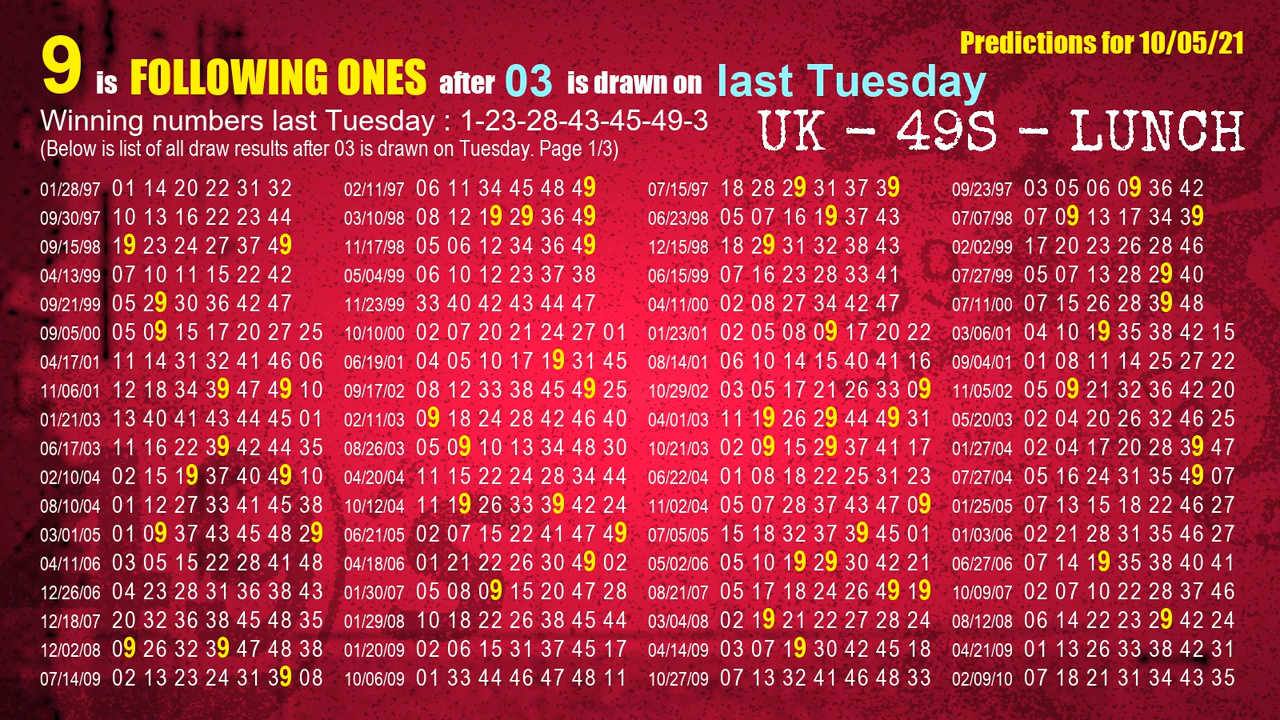 Predictions for 10/05/21
9 is FOLLOWING ONES after 03 is drawn on last Tuesday
Winning numbers last Tuesday : 1-23-28-43-45-49-3
UK - 49S - LUNCH
(Below is list of all draw results after 03 is drawn on Tuesday. Page 1/3)
01/28/97 01 14 20 22 31 32 02/11/97 06 11 34 45 48 49 07/15/97 18 28 29 31 37 39 09/23/97 03 05 06 09 36 42
09/30/97 10 13 16 22 23 44 03/10/98 08 12 19 29 36 49 06/23/98 05 07 16 19 37 43 07/07/98 07 09 13 17 34 39
09/15/98 19 23 24 27 37 49 11/17/98 05 06 12 34 36 49 12/15/98 18 29 31 32 38 43 02/02/99 17 20 23 26 28 46
04/13/99 07 10 11 15 22 42 05/04/99 06 10 12 23 37 38 06/15/99 07 16 23 28 33 41 07/27/99 05 07 13 28 29 40
09/21/99 05 29 30 36 42 47 11/23/99 33 40 42 43 44 47 04/11/00 02 08 27 34 42 47 07/11/00 07 15 26 28 39 48
09/05/00 05 09 15 17 20 27 25 10/10/00 02 07 20 21 24 27 01 01/23/01 02 05 08 09 17 20 22 03/06/01 04 10 19 35 38 42 15
04/17/01 11 14 31 32 41 46 06 06/19/01 04 05 10 17 19 31 45 08/14/01 06 10 14 15 40 41 16 09/04/01 01 08 11 14 25 27 22
11/06/01 12 18 34 39 47 49 10 09/17/02 08 12 33 38 45 49 25 10/29/02 03 05 17 21 26 33 09 11/05/02 05 09 21 32 36 42 20
01/21/03 13 40 41 43 44 45 01 02/11/03 09 18 24 28 42 46 40 04/01/03 11 19 26 29 44 49 31 05/20/03 02 04 20 26 32 46 25
06/17/03 11 16 22 39 42 44 35 08/26/03 05 09 10 13 34 48 30 10/21/03 02 09 15 29 37 41 17 01/27/04 02 04 17 20 28 39 47
02/10/04 02 15 19 37 40 49 10 04/20/04 11 15 22 24 28 34 44 06/22/04 01 08 18 22 25 31 23 07/27/04 05 16 24 31 35 49 07
08/10/04 01 12 27 33 41 45 38 10/12/04 11 19 26 33 39 42 24 11/02/04 05 07 28 37 43 47 09 01/25/05 07 13 15 18 22 46 27
03/01/05 01 09 37 43 45 48 29 06/21/05 02 07 15 22 41 47 49 07/05/05 15 18 32 37 39 45 01 01/03/06 02 21 28 31 35 46 27
04/11/06 03 05 15 22 28 41 48 04/18/06 01 21 22 26 30 49 02 05/02/06 05 10 19 29 30 42 21 06/27/06 07 14 19 35 38 40 41
12/26/06 04 23 28 31 36 38 43 01/30/07 05 08 09 15 20 47 28 08/21/07 05 17 18 24 26 49 19 10/09/07 02 07 10 22 28 37 46
12/18/07 20 32 36 38 45 48 35 01/29/08 10 18 22 26 38 45 44 03/04/08 02 19 21 22 27 28 24 08/12/08 06 14 22 23 29 42 24
12/02/08 09 26 32 39 47 48 38 01/20/09 02 06 15 31 37 45 17 04/14/09 03 07 19 30 42 45 18 04/21/09 01 13 26 33 38 42 31
07/14/09 02 13 23 24 31 39 08 10/06/09 01 33 44 46 47 48 11 10/27/09 07 13 32 41 46 48 33 02/09/10 07 18 21 31 34 43 35